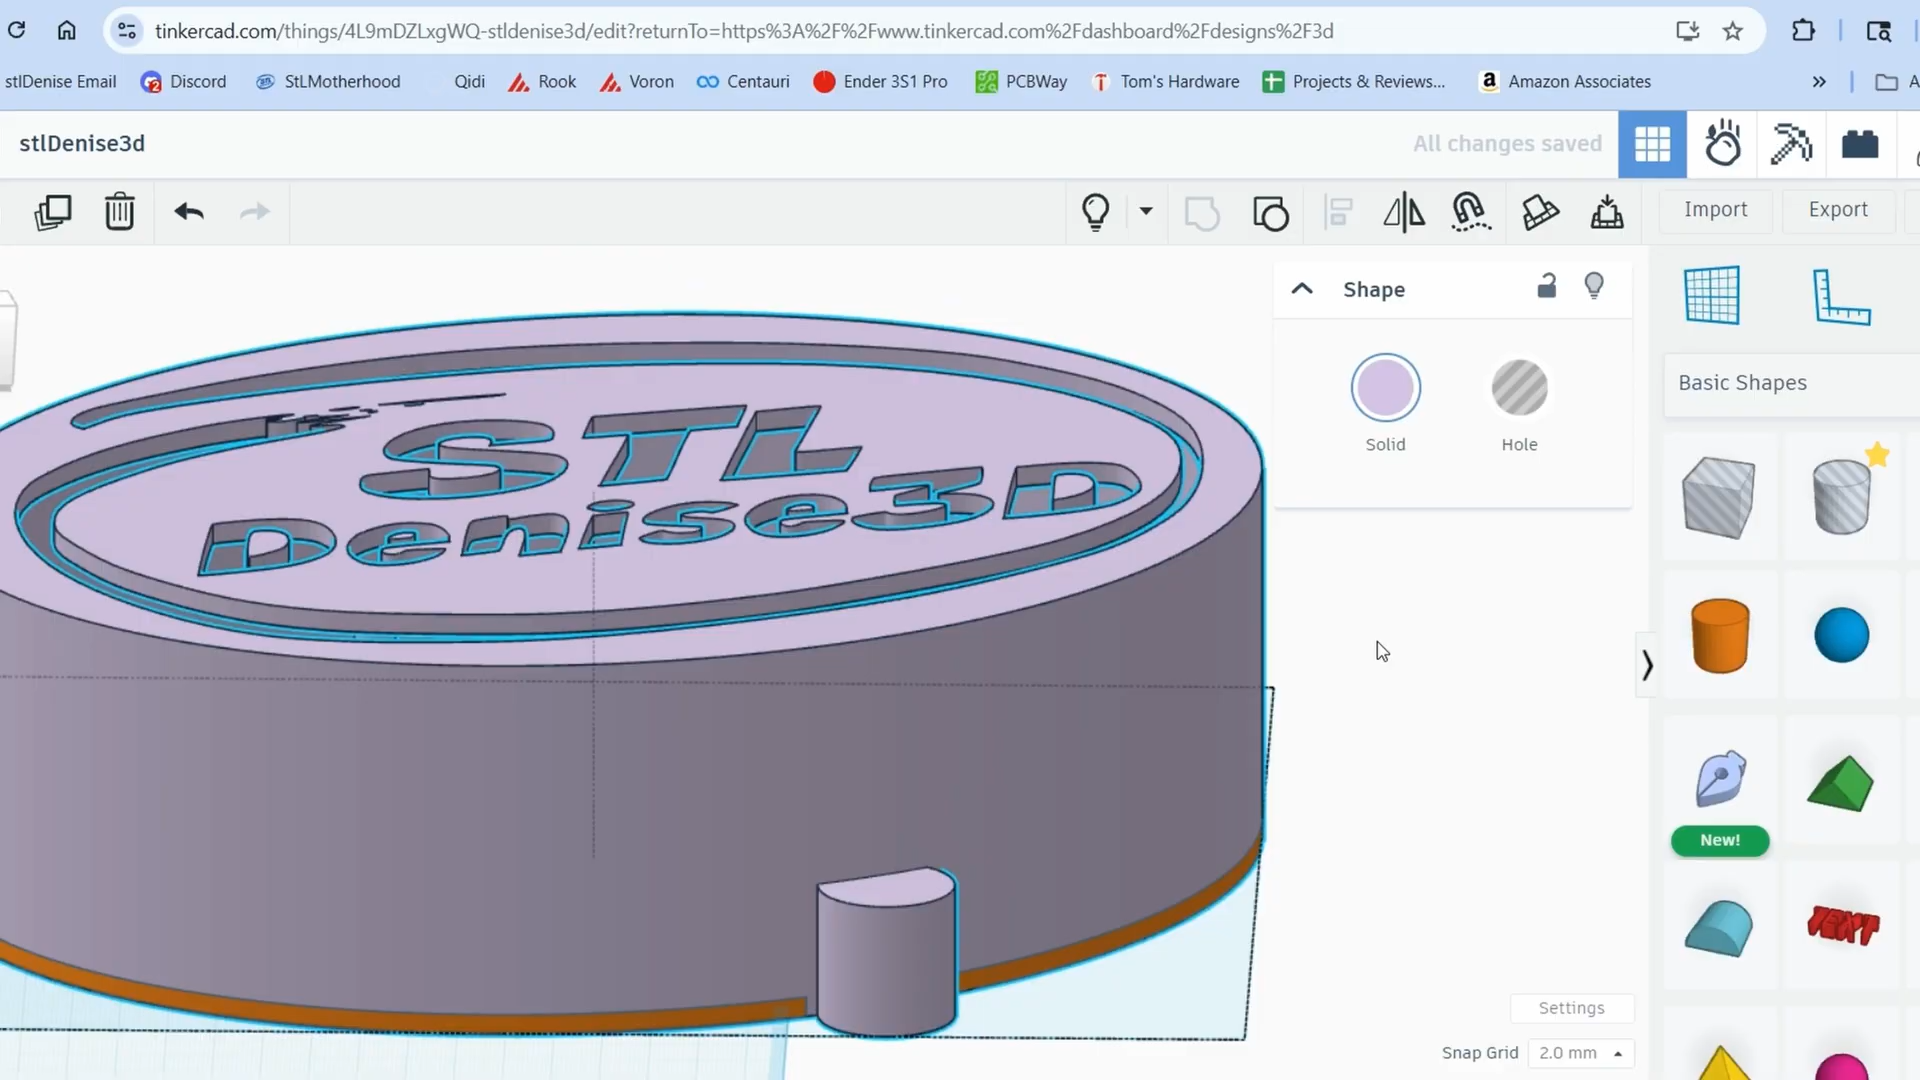 tinkercad.com/things/4L9mDZLxgWQ-stldenise3d/edit?returnTo=https%3A%2F%2Fwww.tinkercad.com%2Fdashboard%2Fdesigns%2F3d
stlDenise Email 2 Discord StLMotherhood Qidi Rook Voron Centauri Ender 3S1 Pro PCBWay Tom's Hardware Projects & Reviews... Amazon Associates » A
stlDenise3d All changes saved
Import Export
Shape
Solid Hole
Basic Shapes
STL
Denise3D
New!
TEXT
Settings
Snap Grid 2.0 mm